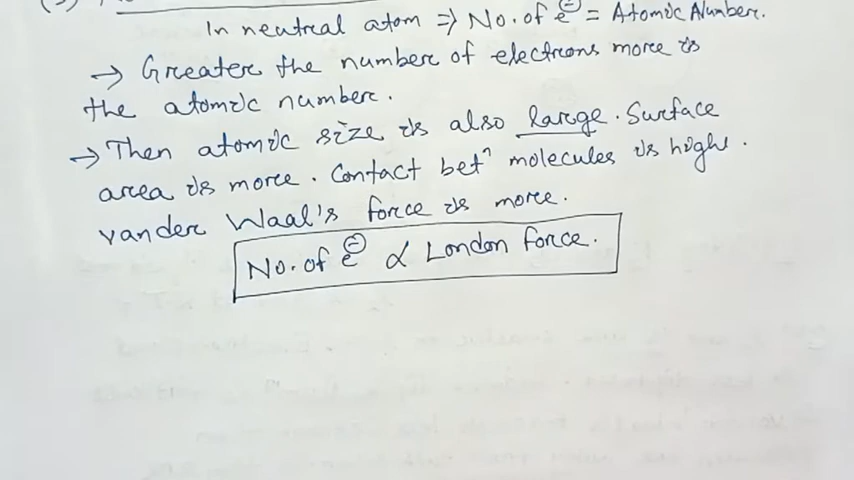 In neutral atom => No. of e⊖ = Atomic Number.
→ Greater the number of electrons more is
the atomic number.
→ Then atomic size is also large. Surface
area is more. Contact betⁿ molecules is high.
vander Waal's force is more.
No. of e⊖ ∝ London force.